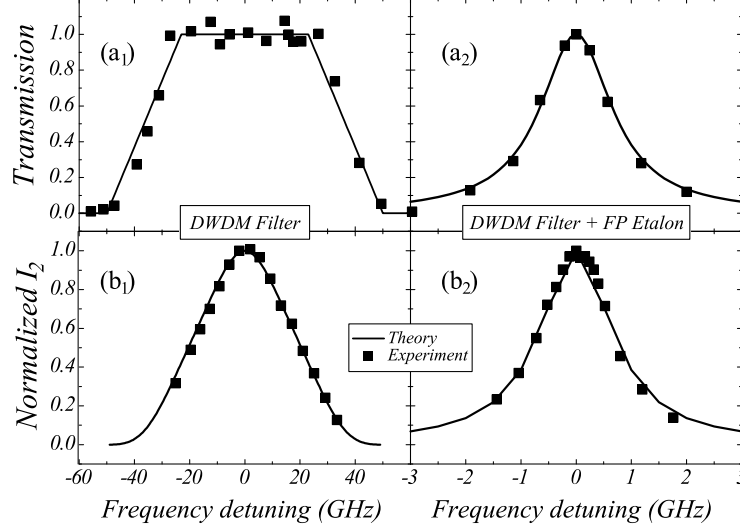 Transmission
1.0
0.8
0.6
0.4
0.2
0.0
(a1)
(a2)
DWDM Filter
DWDM Filter + FP Etalon
Normalized I2
1.0
0.8
0.6
0.4
0.2
0.0
(b1)
(b2)
Theory
Experiment
-60 -40 -20 0 20 40 -3 -2 -1 0 1 2 3
Frequency detuning (GHz) Frequency detuning (GHz)